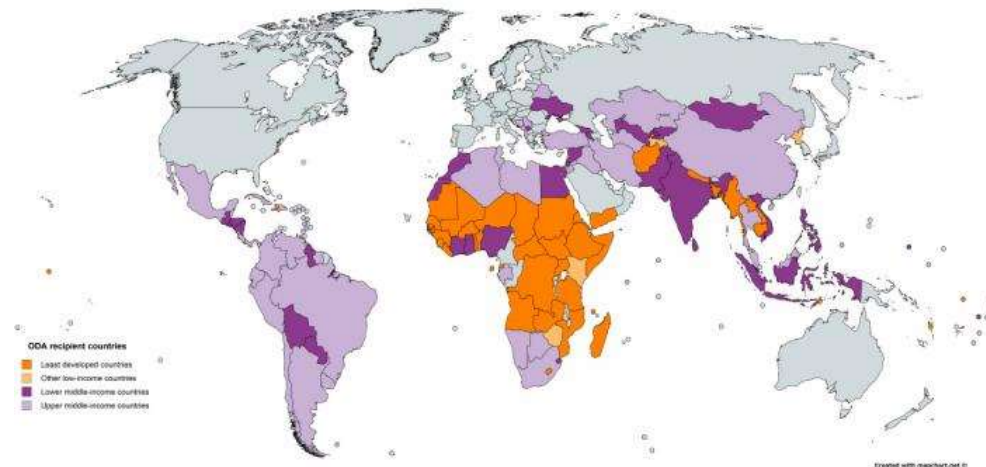 ODA recipient countries
Least developed countries
Other low-income countries
Lower middle-income countries
Upper middle-income countries
Created with mapchart.net ©